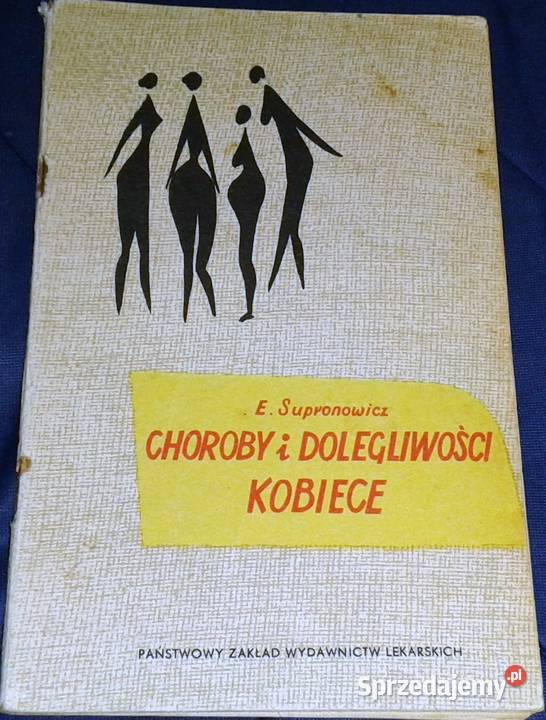 E. Supronowicz
CHOROBY i DOLEGLIWOŚCI
KOBIECE
PAŃSTWOWY ZAKŁAD WYDAWNICTW LEKARSKICH
Sprzedajemy.pl